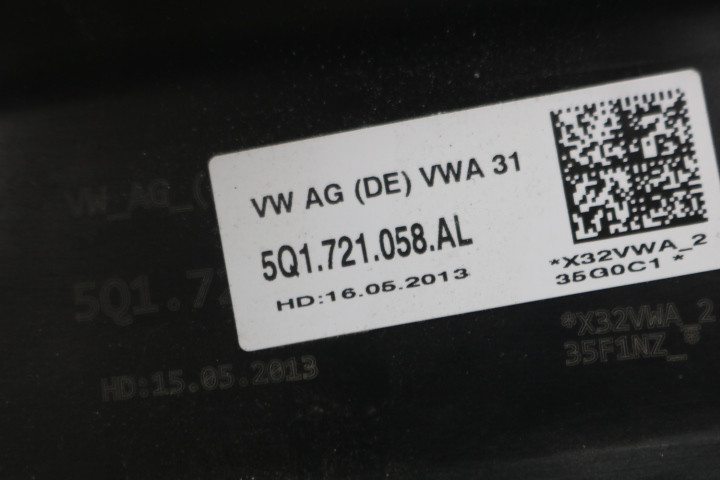 VW AG (DE) VWA 31
5Q1.721.058.AL
HD:16.05.2013
*X32VWA_2
35G0C1 *
VW_AG_(
5Q1.72
HD:15.05.2013
*X32VWA_2
35F1NZ_*